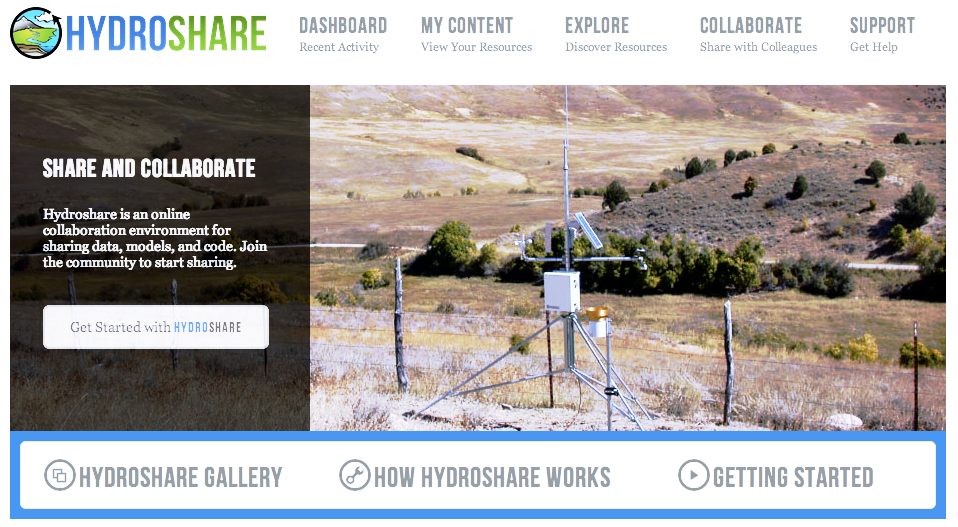 HYDROSHARE
DASHBOARD
Recent Activity
MY CONTENT
View Your Resources
EXPLORE
Discover Resources
COLLABORATE
Share with Colleagues
SUPPORT
Get Help
SHARE AND COLLABORATE
Hydroshare is an online
collaboration environment for
sharing data, models, and code. Join
the community to start sharing.
Get Started with HYDROSHARE
HYDROSHARE GALLERY
HOW HYDROSHARE WORKS
GETTING STARTED